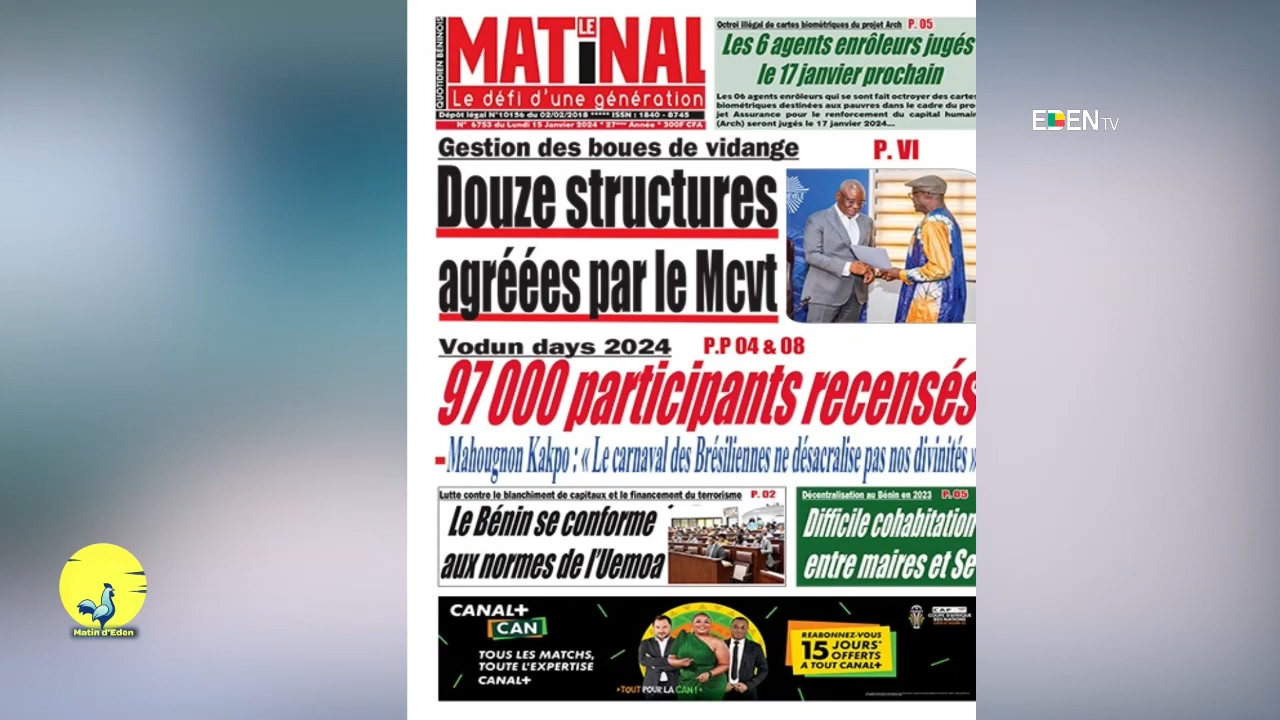 QUOTIDIEN BÉNINOIS
LE
MATiNAL
Le défi d'une génération
Dépôt légal N°10156 du 02/02/2018 ***** ISSN : 1840 - 8745
N° 6753 du Lundi 15 Janvier 2024 * 27ème Année * 300F CFA
Octroi illégal de cartes biométriques du projet Arch P. 05
Les 6 agents enrôleurs jugés
le 17 janvier prochain
Les 06 agents enrôleurs qui se sont fait octroyer des cartes
biométriques destinées aux pauvres dans le cadre du pro-
jet Assurance pour le renforcement du capital humain
(Arch) seront jugés le 17 janvier 2024...
EDEN TV
Gestion des boues de vidange P. VI
Douze structures
agréées par le Mcvt
Vodun days 2024 P.P 04 & 08
97 000 participants recensés
- Mahougnon Kakpo : « Le carnaval des Brésiliennes ne désacralise pas nos divinités »
Lutte contre le blanchiment de capitaux et le financement du terrorisme P. 02
Le Bénin se conforme
aux normes de l'Uemoa
Décentralisation au Bénin en 2023 P. 05
Difficile cohabitation
entre maires et Se
CANAL+
CAN
TOUS LES MATCHS,
TOUTE L'EXPERTISE
CANAL+
+TOUT POUR LA CAN !+
RÉABONNEZ-VOUS
15 JOURS*
OFFERTS
À TOUT CANAL+
CAF
COUPE D'AFRIQUE
DES NATIONS
Matin d'Eden